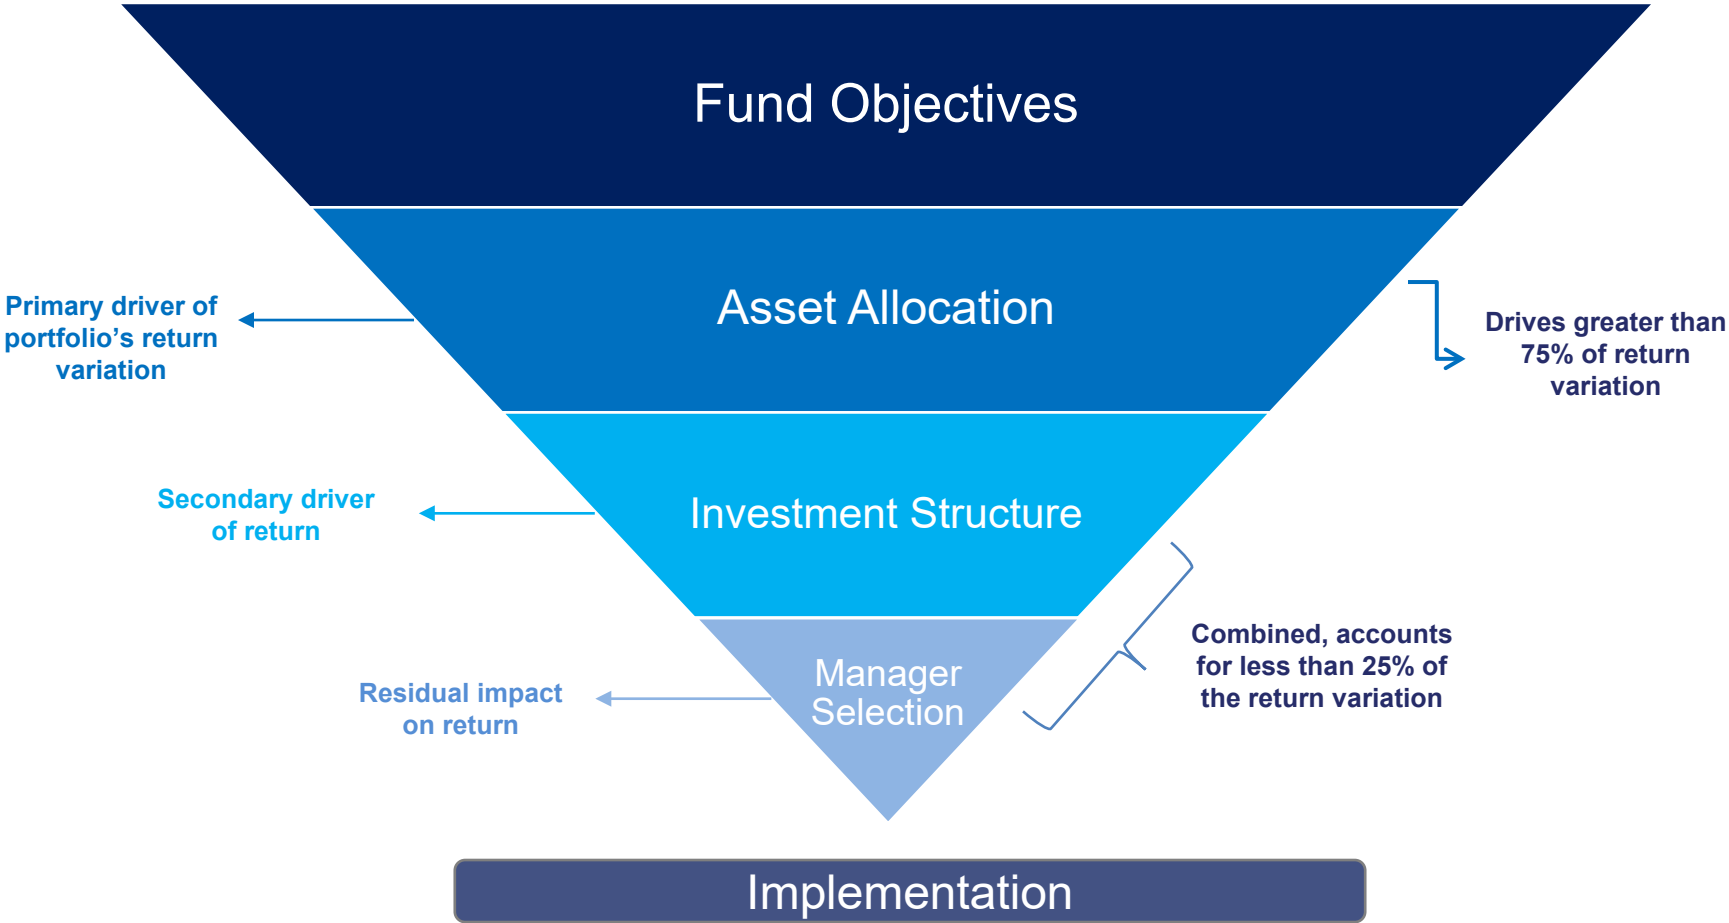 Fund Objectives
Asset Allocation
Primary driver of
portfolio’s return
variation
Drives greater than
75% of return
variation
Investment Structure
Secondary driver
of return
Combined, accounts
for less than 25% of
the return variation
Manager
Selection
Residual impact
on return
Implementation